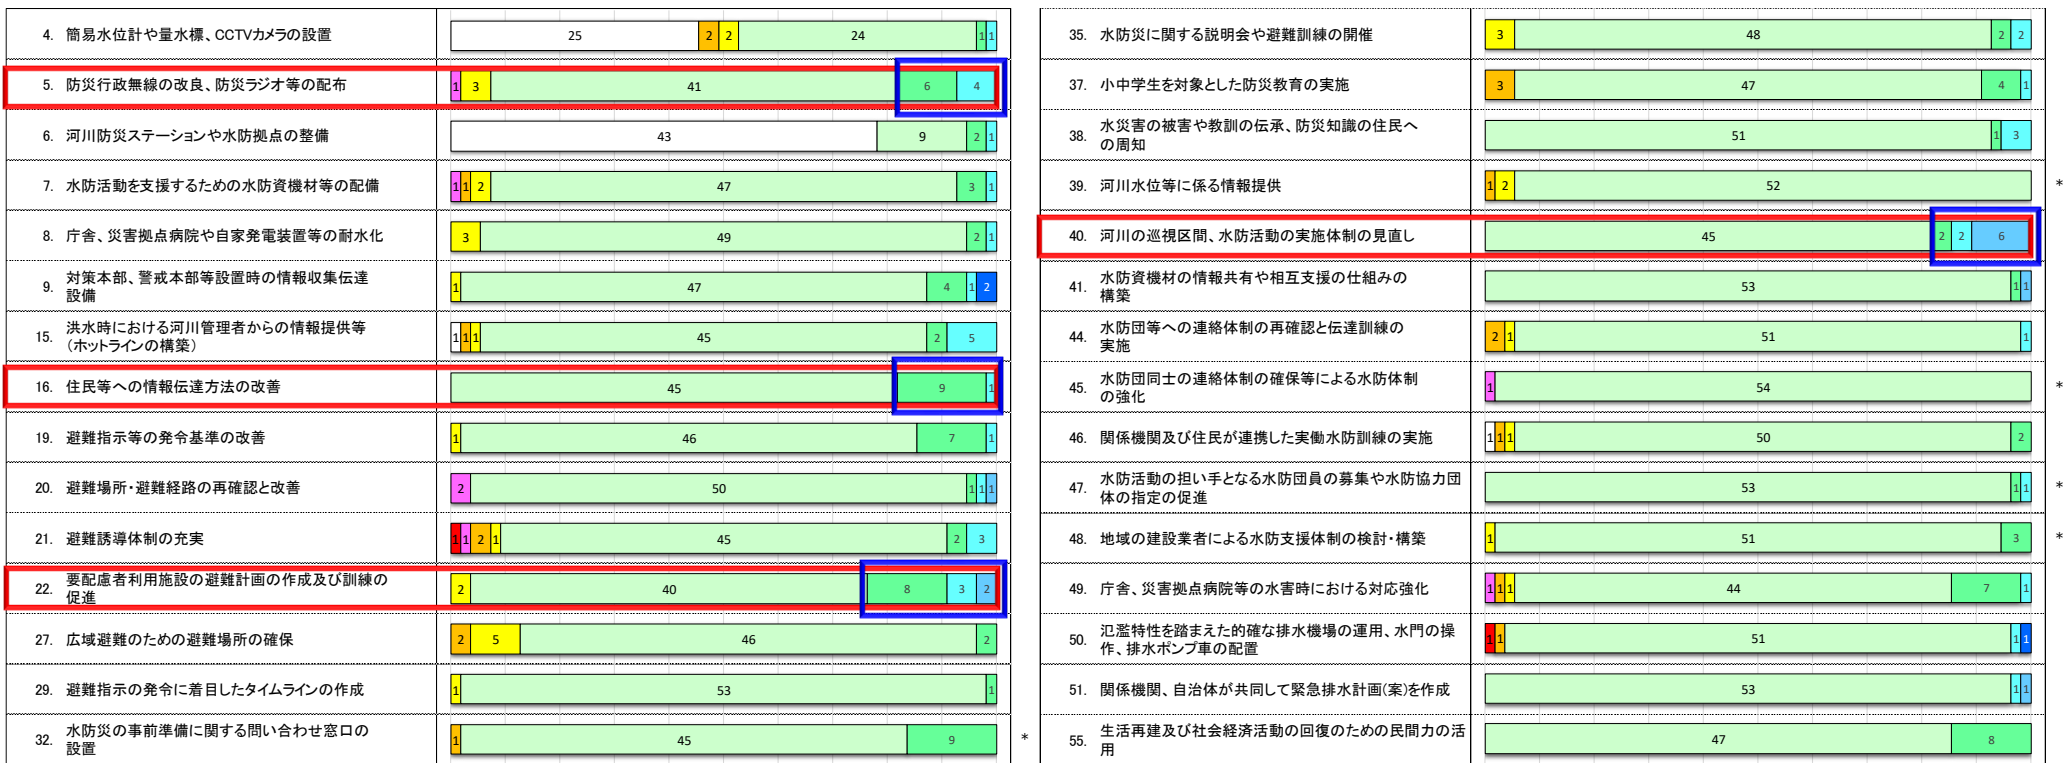 4. 簡易水位計や量水標、CCTVカメラの設置
25 2 2 24 1 1
5. 防災行政無線の改良、防災ラジオ等の配布
1 3 41 6 4
6. 河川防災ステーションや水防拠点の整備
43 9 2 1
7. 水防活動を支援するための水防資機材等の配備
1 1 2 47 3 1
8. 庁舎、災害拠点病院や自家発電装置等の耐水化
3 49 2 1
9. 対策本部、警戒本部等設置時の情報収集伝達
設備
1 47 4 1 2
15. 洪水時における河川管理者からの情報提供等
(ホットラインの構築)
1 1 1 45 2 5
16. 住民等への情報伝達方法の改善
45 9 1
19. 避難指示等の発令基準の改善
1 46 7 1
20. 避難場所・避難経路の再確認と改善
2 50 1 1 1
21. 避難誘導体制の充実
1 1 2 1 45 2 3
22. 要配慮者利用施設の避難計画の作成及び訓練の
促進
2 40 8 3 2
27. 広域避難のための避難場所の確保
2 5 46 2
29. 避難指示の発令に着目したタイムラインの作成
1 53 1
32. 水防災の事前準備に関する問い合わせ窓口の
設置
1 45 9 *
35. 水防災に関する説明会や避難訓練の開催
3 48 2 2
37. 小中学生を対象とした防災教育の実施
3 47 4 1
38. 水災害の被害や教訓の伝承、防災知識の住民へ
の周知
51 1 3
39. 河川水位等に係る情報提供
1 2 52 *
40. 河川の巡視区間、水防活動の実施体制の見直し
45 2 2 6
41. 水防資機材の情報共有や相互支援の仕組みの
構築
53 1 1
44. 水防団等への連絡体制の再確認と伝達訓練の
実施
2 1 51 1
45. 水防団同士の連絡体制の確保等による水防体制
の強化
1 54 *
46. 関係機関及び住民が連携した実働水防訓練の実施
1 1 1 50 2
47. 水防活動の担い手となる水防団員の募集や水防協力団
体の指定の促進
53 1 1 *
48. 地域の建設業者による水防支援体制の検討・構築
1 51 3 *
49. 庁舎、災害拠点病院等の水害時における対応強化
1 1 1 44 7 1
50. 氾濫特性を踏まえた的確な排水機場の運用、水門の操
作、排水ポンプ車の配置
1 1 51 1 1
51. 関係機関、自治体が共同して緊急排水計画(案)を作成
53 1 1
55. 生活再建及び社会経済活動の回復のための民間力の活
用
47 8